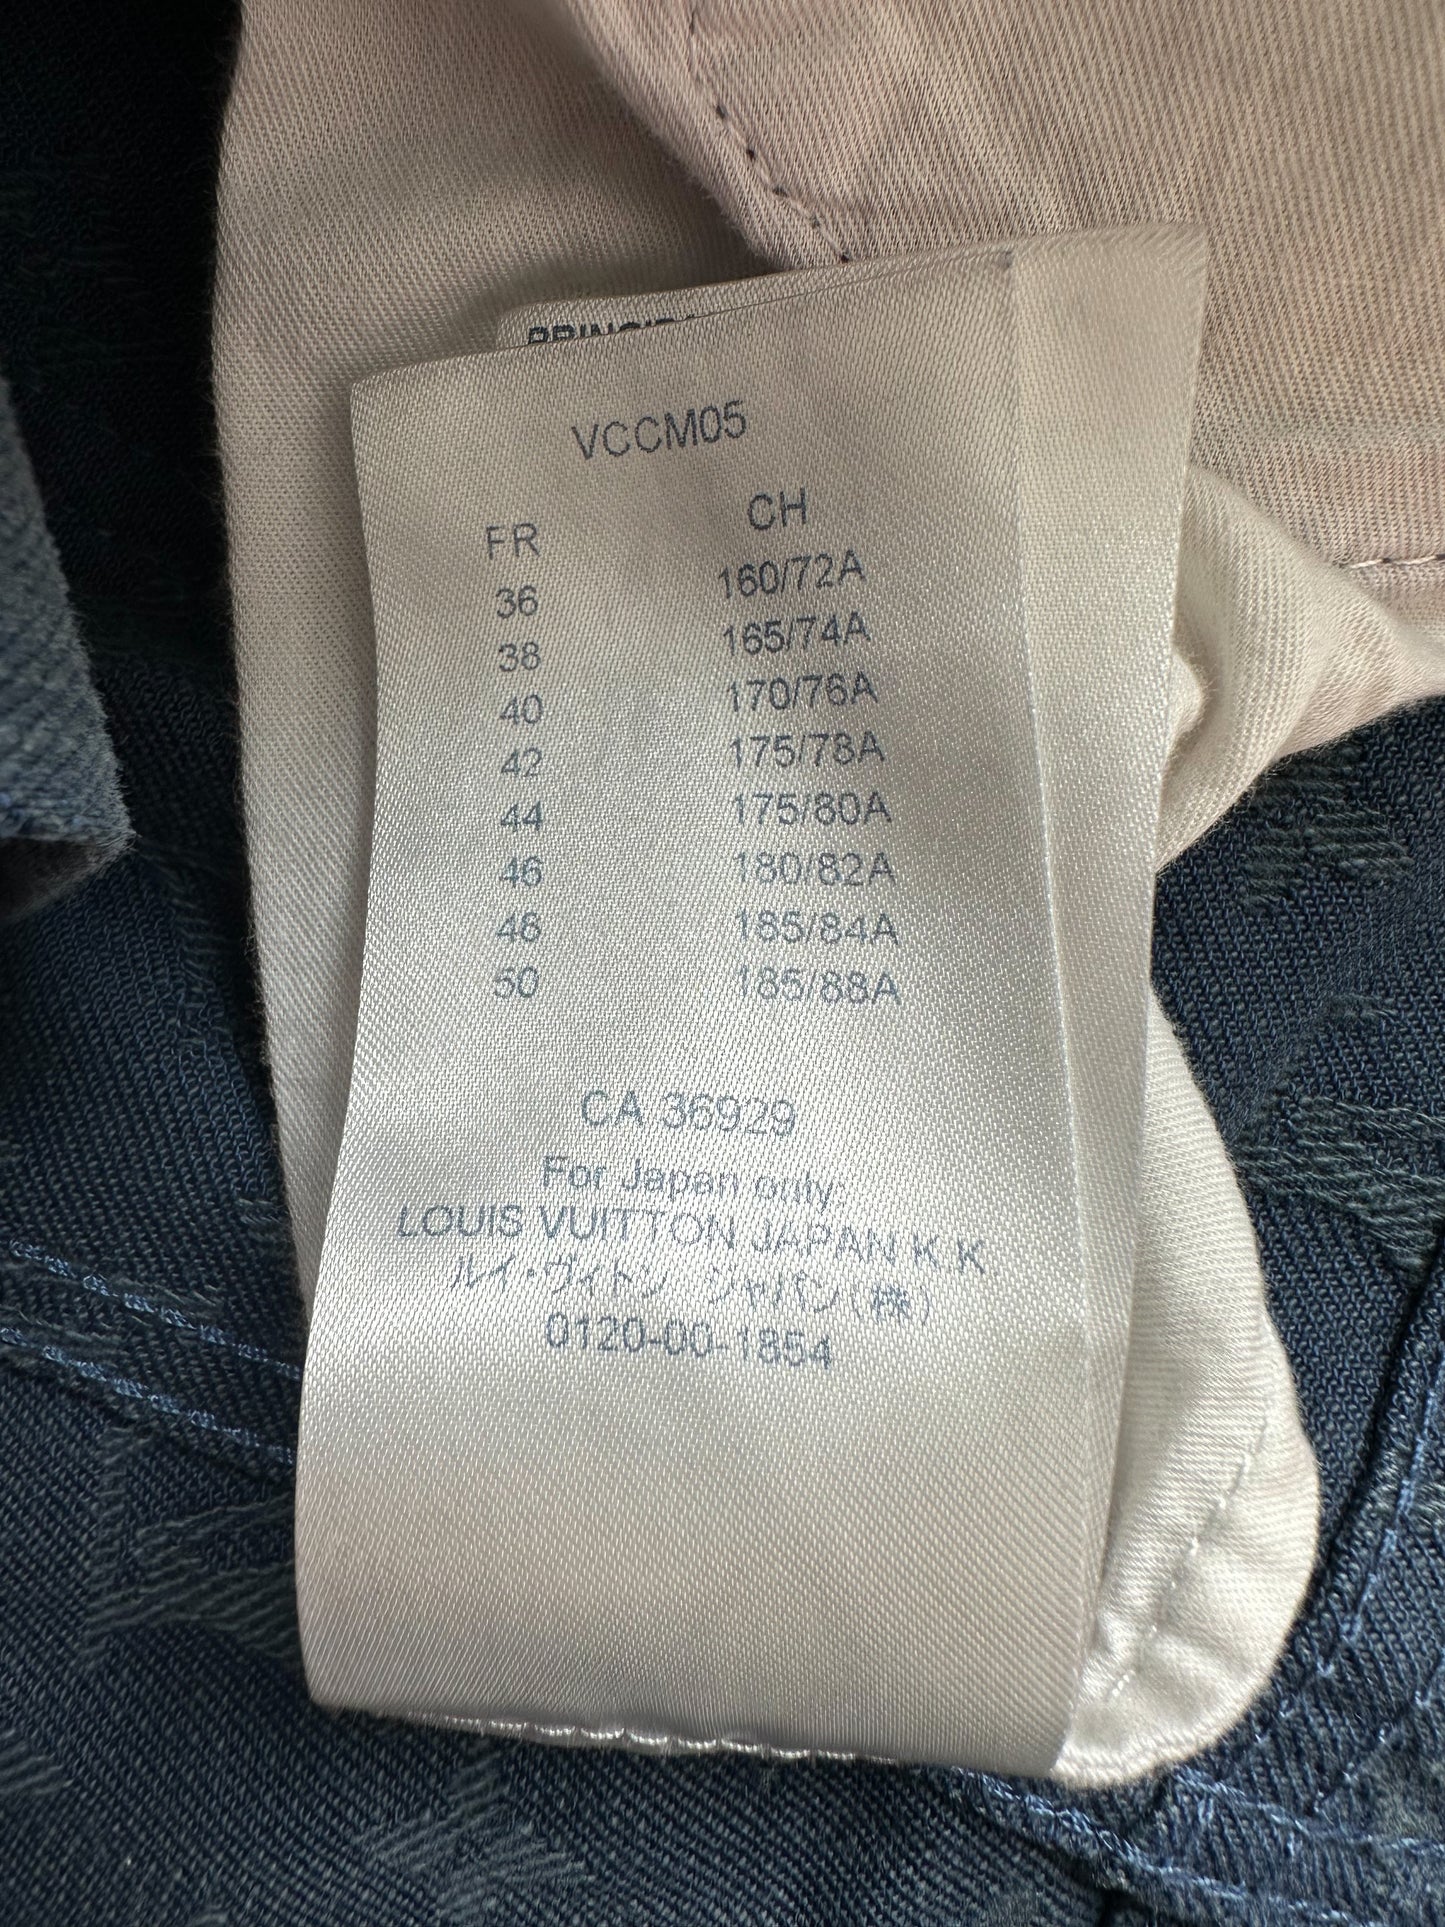 VCCM05
FR CH
36 160/72A
38 165/74A
40 170/76A
42 175/78A
44 175/80A
46 180/82A
48 185/84A
50 185/88A
CA 36929
For Japan only
LOUIS VUITTON JAPAN K.K.
ルイ・ヴィトン ジャパン(株)
0120-00-1854